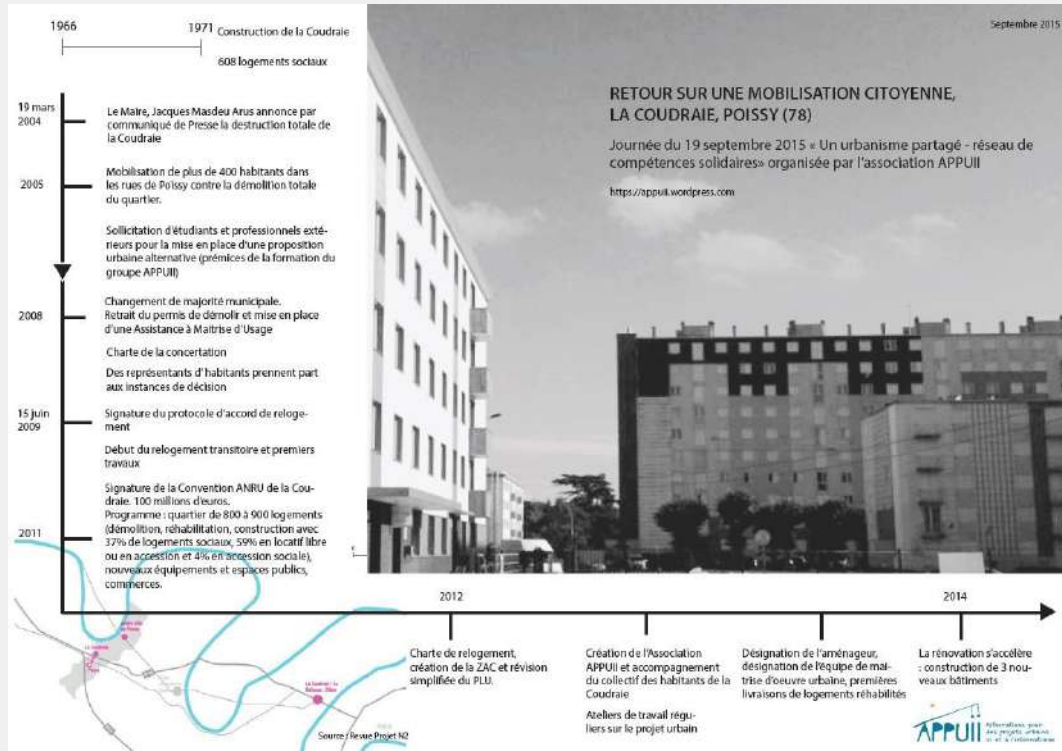 1966
1971 Construction de la Coudraie
608 logements sociaux
19 mars
2004
Le Maire, Jacques Masdeu Arus annonce par
communiqué de Presse la destruction totale de
la Coudraie
2005
Mobilisation de plus de 400 habitants dans
les rues de Poissy contre la démolition totale
du quartier.
Sollicitation d'étudiants et professionnels exté-
rieurs pour la mise en place d'une proposition
urbaine alternative (prémices de la formation du
groupe APPUII)
2008
Changement de majorité municipale.
Retrait du permis de démolir et mise en place
d'une Assistance à Maitrise d'Usage
Charte de la concertation
Des représentants d'habitants prennent part
aux instances de décision
15 juin
2009
Signature du protocole d'accord de reloge-
ment
Début du relogement transitoire et premiers
travaux
2011
Signature de la Convention ANRU de la Cou-
draie. 100 millions d'euros.
Programme : quartier de 800 à 900 logements
(démolition, réhabilitation, construction avec
37% de logements sociaux, 59% en locatif libre
ou en accession et 4% en accession sociale),
nouveaux équipements et espaces publics,
commerces.
Septembre 2015
RETOUR SUR UNE MOBILISATION CITOYENNE,
LA COUDRAIE, POISSY (78)
Journée du 19 septembre 2015 « Un urbanisme partagé - réseau de
compétences solidaires» organisée par l'association APPUII
https://appuii.wordpress.com
2012
2014
Charte de relogement,
création de la ZAC et révision
simplifiée du PLU.
Création de l'Association
APPUII et accompagnement
du collectif des habitants de la
Coudraie
Ateliers de travail régu-
liers sur le projet urbain
Désignation de l'aménageur,
désignation de l'équipe de mai-
trise d'oeuvre urbaine, premières
livraisons de logements réhabilités
La rénovation s'accélère
: construction de 3 nou-
veaux bâtiments
Source : Revue Projet N2
APPUII